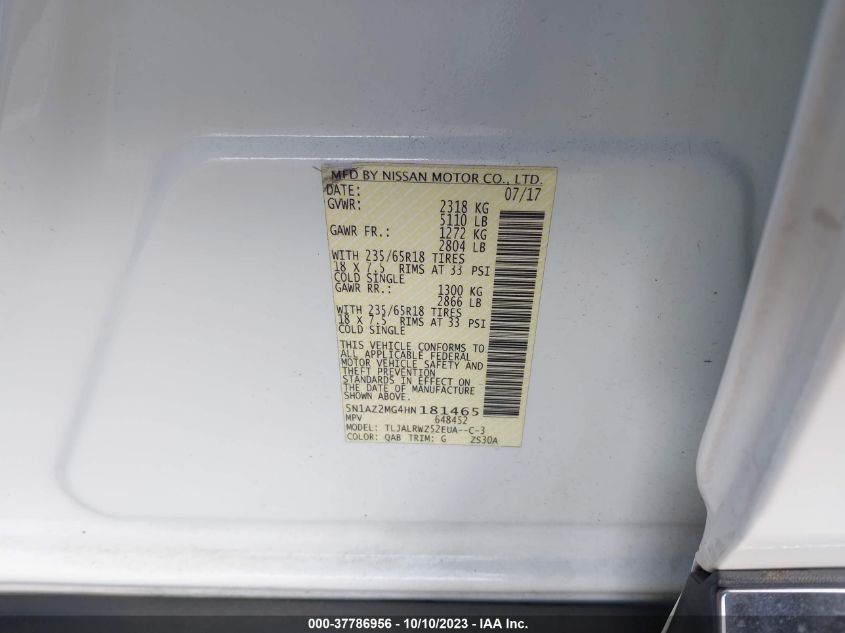 MFD BY NISSAN MOTOR CO., LTD.
DATE: 07/17
GVWR: 2318 KG
5110 LB
GAWR FR.: 1272 KG
2804 LB
WITH 235/65R18 TIRES
18 X 7.5 RIMS AT 33 PSI
COLD SINGLE
GAWR RR.: 1300 KG
2866 LB
WITH 235/65R18 TIRES
18 X 7.5 RIMS AT 33 PSI
COLD SINGLE
THIS VEHICLE CONFORMS TO
ALL APPLICABLE FEDERAL
MOTOR VEHICLE SAFETY AND
THEFT PREVENTION
STANDARDS IN EFFECT ON
THE DATE OF MANUFACTURE
SHOWN ABOVE.
5N1AZ2MG4HN181465
MPV 648452
MODEL: TLJALRWZ52EUA--C-3
COLOR: QAB TRIM: G ZS30A
000-37786956 - 10/10/2023 - IAA Inc.